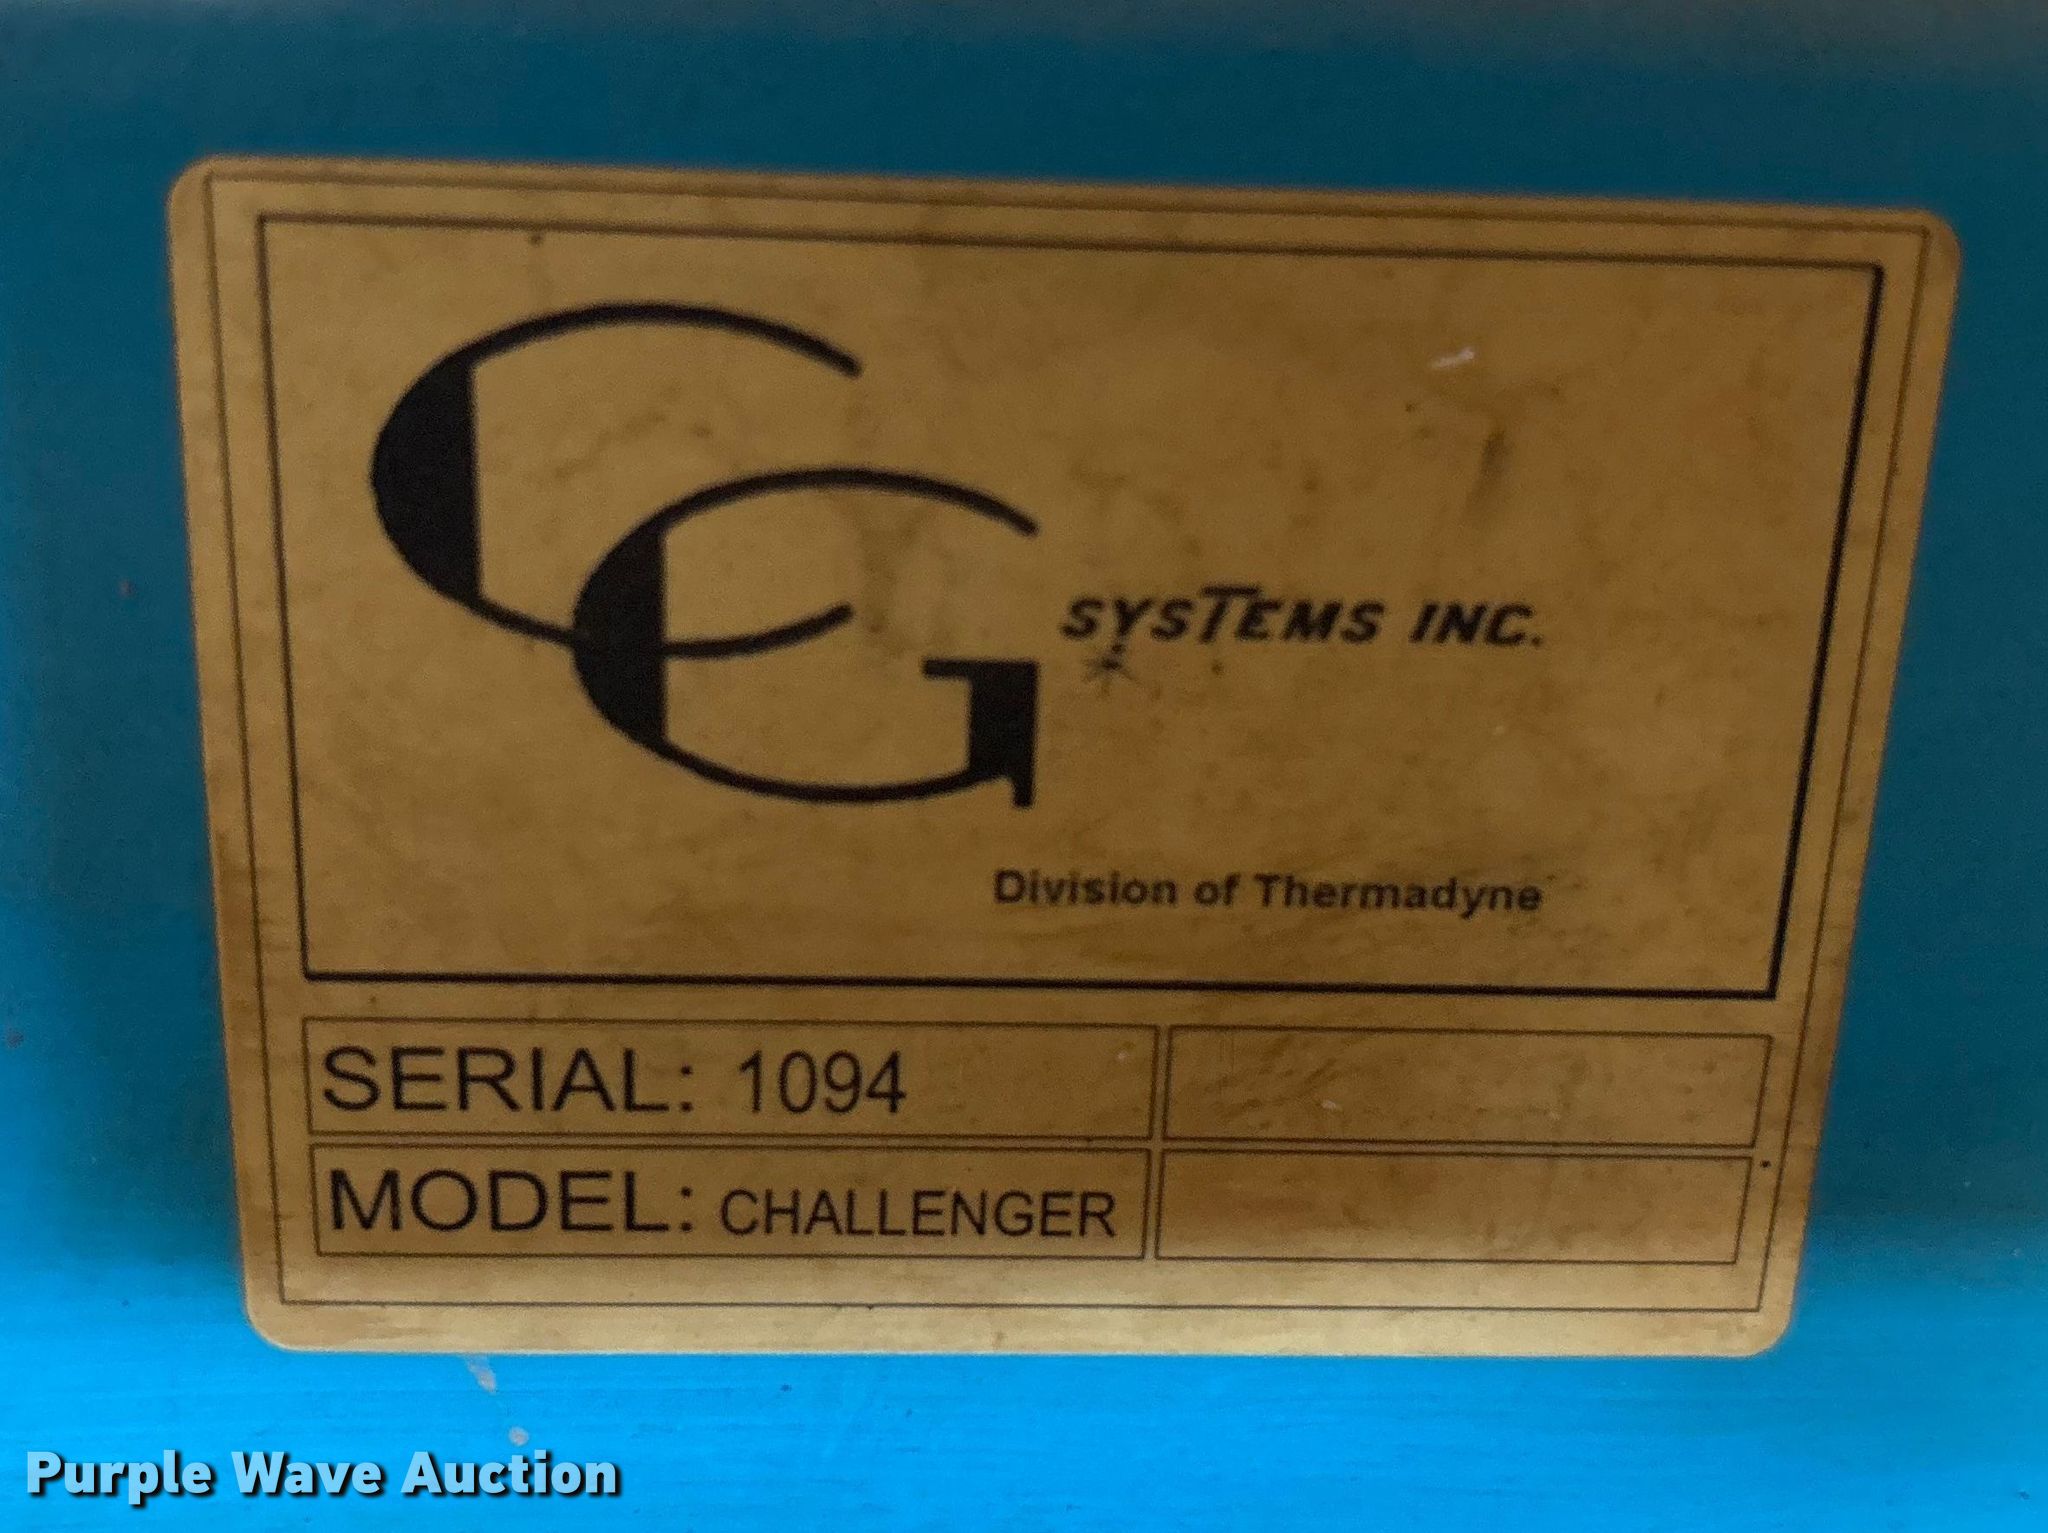 CG SYSTEMS INC.
Division of Thermadyne
SERIAL: 1094
MODEL: CHALLENGER
Purple Wave Auction